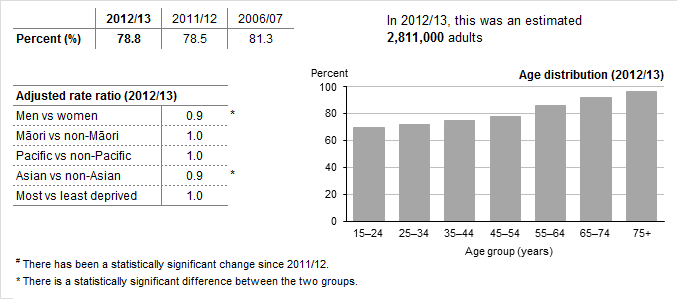 2012/13 2011/12 2006/07
Percent (%) 78.8 78.5 81.3
In 2012/13, this was an estimated
2,811,000 adults
Adjusted rate ratio (2012/13)
Men vs women 0.9 *
Māori vs non-Māori 1.0
Pacific vs non-Pacific 1.0
Asian vs non-Asian 0.9 *
Most vs least deprived 1.0
Percent Age distribution (2012/13)
100
80
60
40
20
0
15–24 25–34 35–44 45–54 55–64 65–74 75+
Age group (years)
# There has been a statistically significant change since 2011/12.
* There is a statistically significant difference between the two groups.